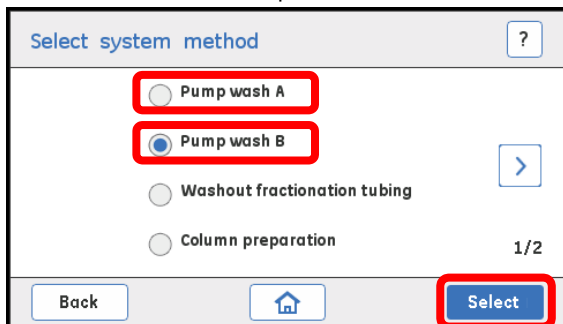 Select system method
?
Pump wash A
Pump wash B
>
Washout fractionation tubing
Column preparation
1/2
Back
Select